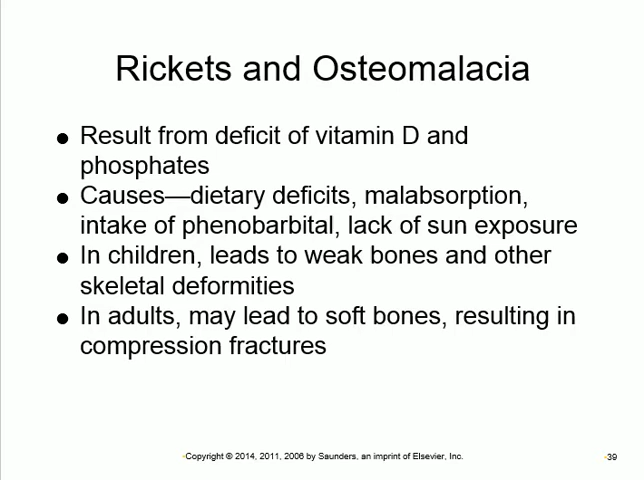 Rickets and Osteomalacia
● Result from deficit of vitamin D and
phosphates
● Causes—dietary deficits, malabsorption,
intake of phenobarbital, lack of sun exposure
● In children, leads to weak bones and other
skeletal deformities
● In adults, may lead to soft bones, resulting in
compression fractures
•Copyright © 2014, 2011, 2006 by Saunders, an imprint of Elsevier, Inc.
•39